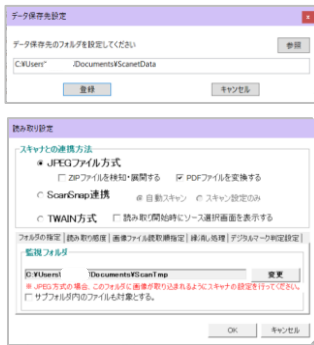 データ保存先設定
データ保存先のフォルダを設定してください
参照
C:¥Users¥ /Documents¥ScanetData
登録
キャンセル
読み取り設定
スキャナとの連携方法
JPEGファイル方式
ZIPファイルを検知・展開する
PDFファイルを変換する
ScanSnap連携
自動スキャン
スキャン設定のみ
TWAIN方式
読み取り開始時にソース選択画面を表示する
フォルダの指定 読み取り感度 画像ファイル読取順指定 縁消し処理 デジタルマーク判定設定
監視フォルダ
C:¥Users¥ ¥Documents¥ScanTmp
変更
※ JPEG方式の場合、このフォルダに画像が取り込まれるようにスキャナの設定を行ってください。
サブフォルダ内のファイルも対象とする。
OK
キャンセル